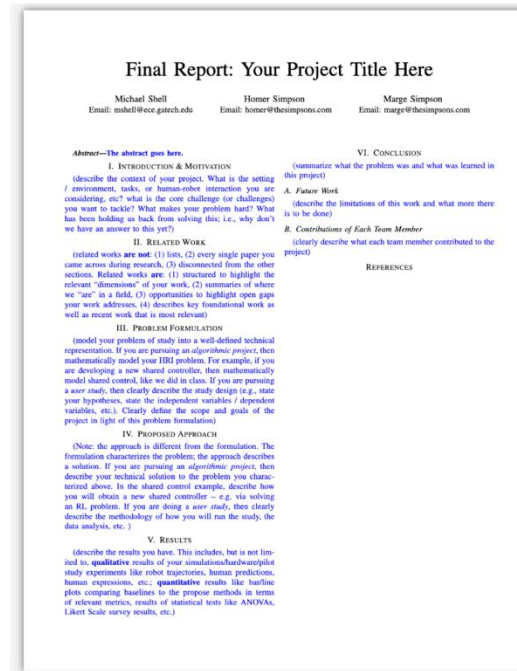 Final Report: Your Project Title Here
Michael Shell
Email: mshell@ece.gatech.edu
Homer Simpson
Email: homer@thesimpsons.com
Marge Simpson
Email: marge@thesimpsons.com
Abstract—The abstract goes here.
I. INTRODUCTION & MOTIVATION
(describe the context of your project. What is the setting
/ environment, tasks, or human-robot interaction you are
considering, etc? what is the core challenge (or challenges)
you want to tackle? What makes your problem hard? What
has been holding us back from solving this; i.e., why don't
we have an answer to this yet?)
II. RELATED WORK
(related works are not: (1) lists, (2) every single paper you
came across during research, (3) disconnected from the other
sections. Related works are: (1) structured to highlight the
relevant "dimensions" of your work, (2) summaries of where
we "are" in a field, (3) opportunities to highlight open gaps
your work addresses, (4) describes key foundational work as
well as recent work that is most relevant)
III. PROBLEM FORMULATION
(model your problem of study into a well-defined technical
representation. If you are pursuing an algorithmic project, then
mathematically model your HRI problem. For example, if you
are developing a new shared controller, then mathematically
model shared control, like we did in class. If you are pursuing
a user study, then clearly describe the study design (e.g., state
your hypotheses, state the independent variables / dependent
variables, etc.). Clearly define the scope and goals of the
project in light of this problem formulation)
IV. PROPOSED APPROACH
(Note: the approach is different from the formulation. The
formulation characterizes the problem; the approach describes
a solution. If you are pursuing an algorithmic project, then
describe your technical solution to the problem you charac-
terized above. In the shared control example, describe how
you will obtain a new shared controller – e.g. via solving
an RL problem. If you are doing a user study, then clearly
describe the methodology of how you will run the study, the
data analysis, etc. )
V. RESULTS
(describe the results you have. This includes, but is not lim-
ited to, qualitative results of your simulations/hardware/pilot
study experiments like robot trajectories, human predictions,
human expressions, etc.; quantitative results like bar/line
plots comparing baselines to the propose methods in terms
of relevant metrics, results of statistical tests like ANOVAs,
Likert Scale survey results, etc.)
VI. CONCLUSION
(summarize what the problem was and what was learned in
this project)
A. Future Work
(describe the limitations of this work and what more there
is to be done)
B. Contributions of Each Team Member
(clearly describe what each team member contributed to the
project)
REFERENCES